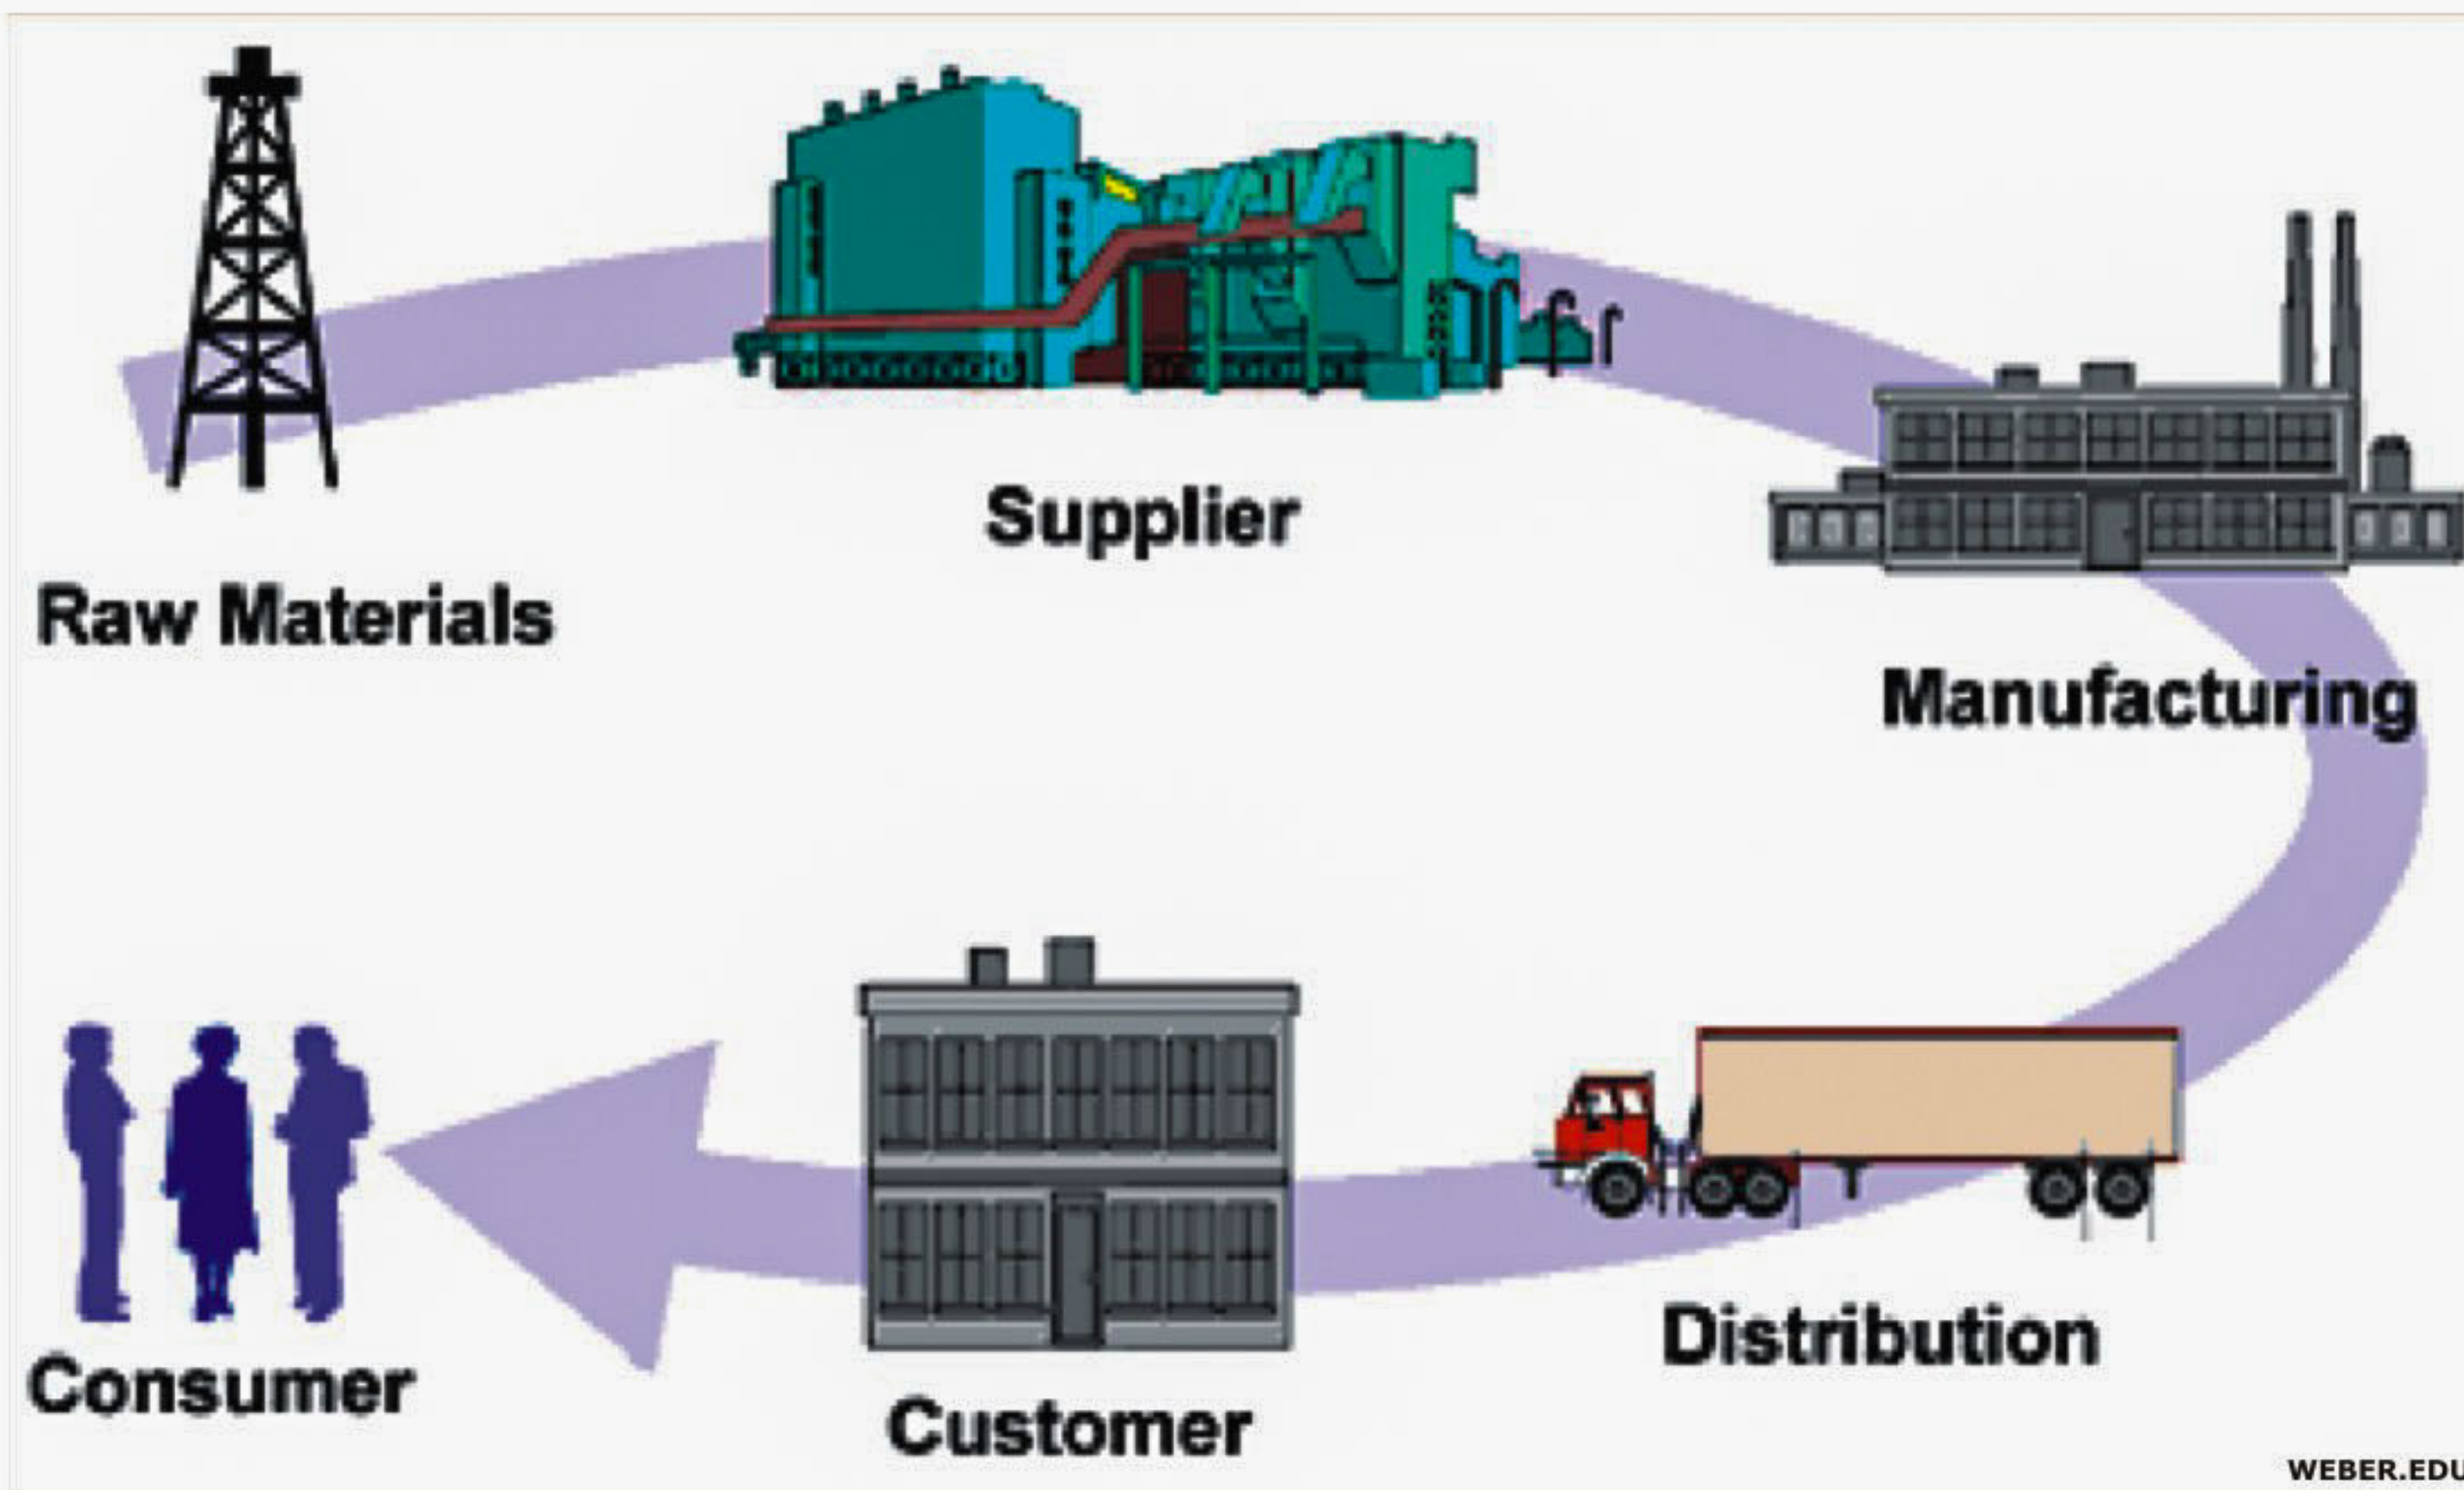 Raw Materials
Supplier
Manufacturing
Distribution
Customer
Consumer
WEBER.EDU